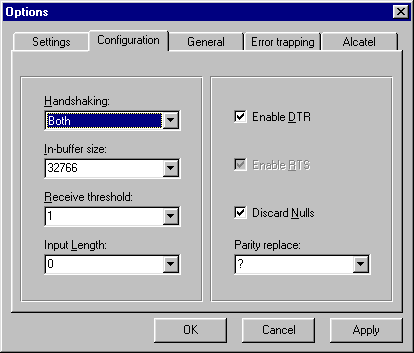 Options
Settings
Configuration
General
Error trapping
Alcatel
Handshaking:
Both
In-buffer size:
32766
Receive threshold:
1
Input Length:
0
Enable DTR
Enable RTS
Discard Nulls
Parity replace:
?
OK
Cancel
Apply